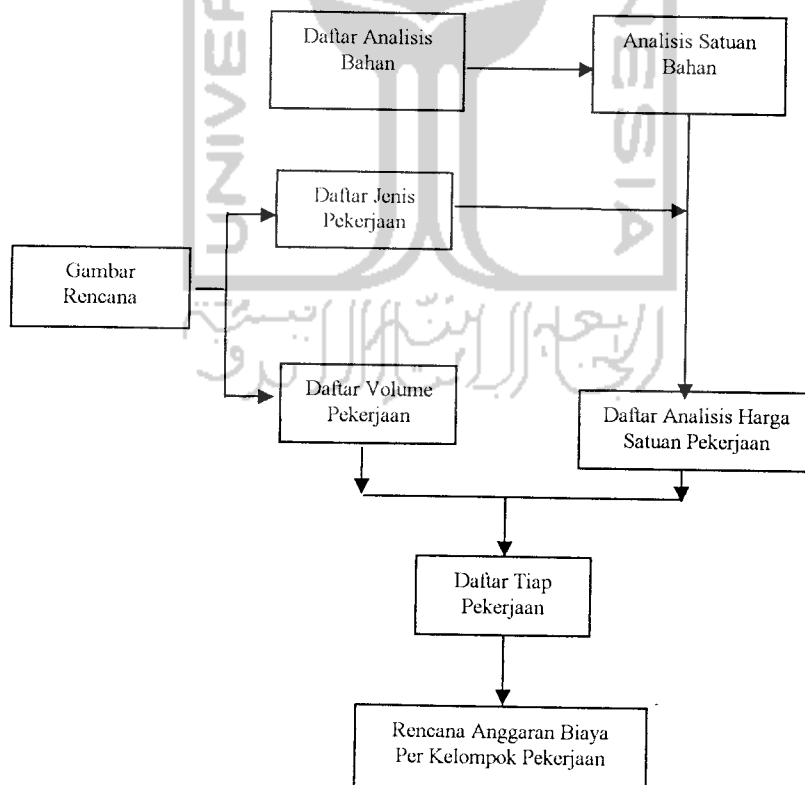 Daftar Analisis
Bahan
Analisis Satuan
Bahan
Daftar Jenis
Pekerjaan
Gambar
Rencana
Daftar Volume
Pekerjaan
Daftar Analisis Harga
Satuan Pekerjaan
Daftar Tiap
Pekerjaan
Rencana Anggaran Biaya
Per Kelompok Pekerjaan